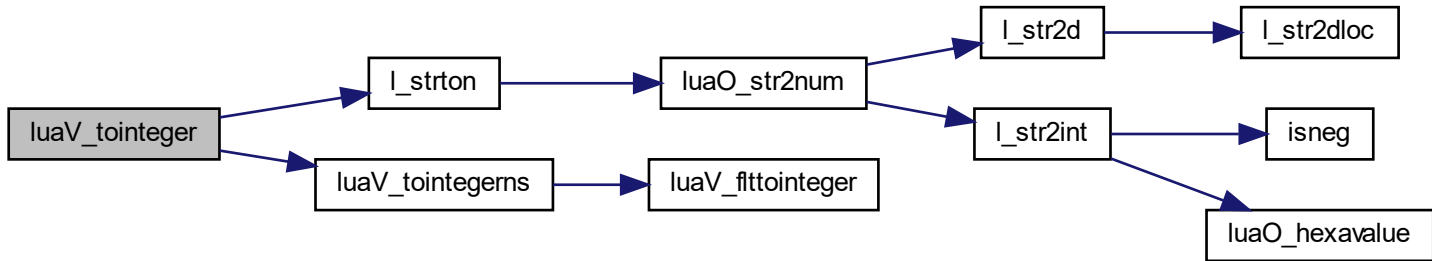 luaV_tointeger
l_strton
luaV_tointegerns
luaO_str2num
luaV_flttointeger
l_str2d
l_str2int
l_str2dloc
isneg
luaO_hexavalue